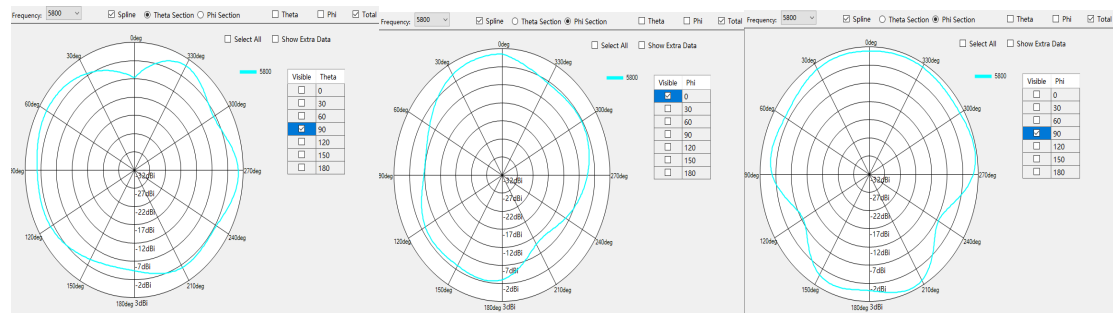 Frequency: 5800 Spline Theta Section Phi Section Theta Phi Total
Select All Show Extra Data
5800
Visible Theta
0
30
60
90
120
150
180
0deg
30deg
330deg
60deg
300deg
270deg
120deg
240deg
150deg
210deg
180deg 3dBi
-32dBi
-27dBi
-22dBi
-17dBi
-12dBi
-7dBi
-2dBi
Frequency: 5800 Spline Theta Section Phi Section Theta Phi Total
Select All Show Extra Data
5800
Visible Phi
0
30
60
90
120
150
180
0deg
30deg
330deg
60deg
300deg
90deg
270deg
120deg
240deg
150deg
210deg
180deg 3dBi
-32dBi
-27dBi
-22dBi
-17dBi
-12dBi
-7dBi
-2dBi
Frequency: 5800 Spline Theta Section Phi Section Theta Phi Total
Select All Show Extra Data
5800
Visible Phi
0
30
60
90
120
150
180
0deg
30deg
330deg
60deg
300deg
90deg
270deg
120deg
240deg
150deg
210deg
180deg 3dBi
-32dBi
-27dBi
-22dBi
-17dBi
-12dBi
-7dBi
-2dBi